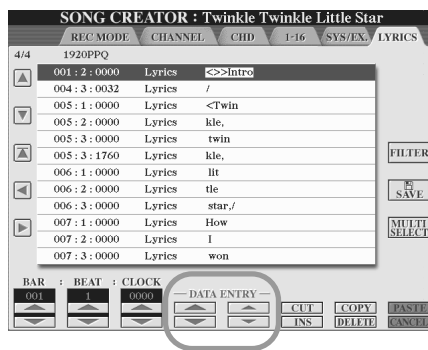 SONG CREATOR : Twinkle Twinkle Little Star
REC MODE CHANNEL CHD 1-16 SYS/EX. LYRICS
4/4 1920PPQ
001 : 2 : 0000 Lyrics <>>Intro
004 : 3 : 0032 Lyrics /
005 : 1 : 0000 Lyrics <Twin
005 : 2 : 0000 Lyrics kle,
005 : 3 : 0000 Lyrics twin
005 : 3 : 1760 Lyrics kle,
006 : 1 : 0000 Lyrics lit
006 : 2 : 0000 Lyrics tle
006 : 3 : 0000 Lyrics star,/
007 : 1 : 0000 Lyrics How
007 : 2 : 0000 Lyrics I
007 : 3 : 0000 Lyrics won
FILTER
SAVE
MULTI
SELECT
BAR : BEAT : CLOCK
001 1 0000
DATA ENTRY
CUT COPY PASTE
INS DELETE CANCEL